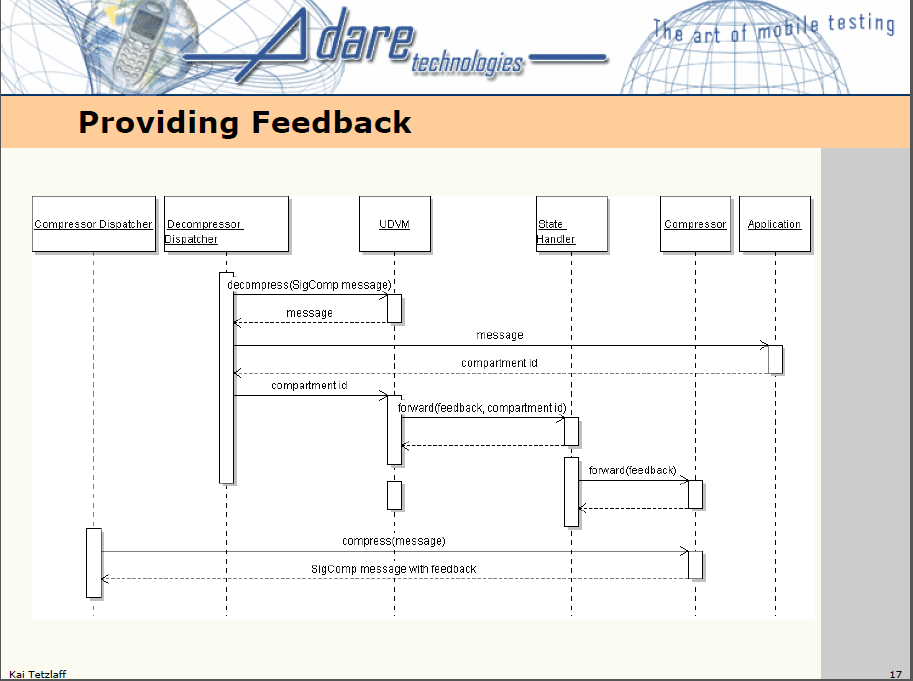 Adare
technologies
The art of mobile testing
Providing Feedback
Compressor Dispatcher
Decompressor
Dispatcher
UDVM
State
Handler
Compressor
Application
decompress(SigComp message)
message
message
compartment id
compartment id
forward(feedback, compartment id)
forward(feedback)
compress(message)
SigComp message with feedback
Kai Tetzlaff
17